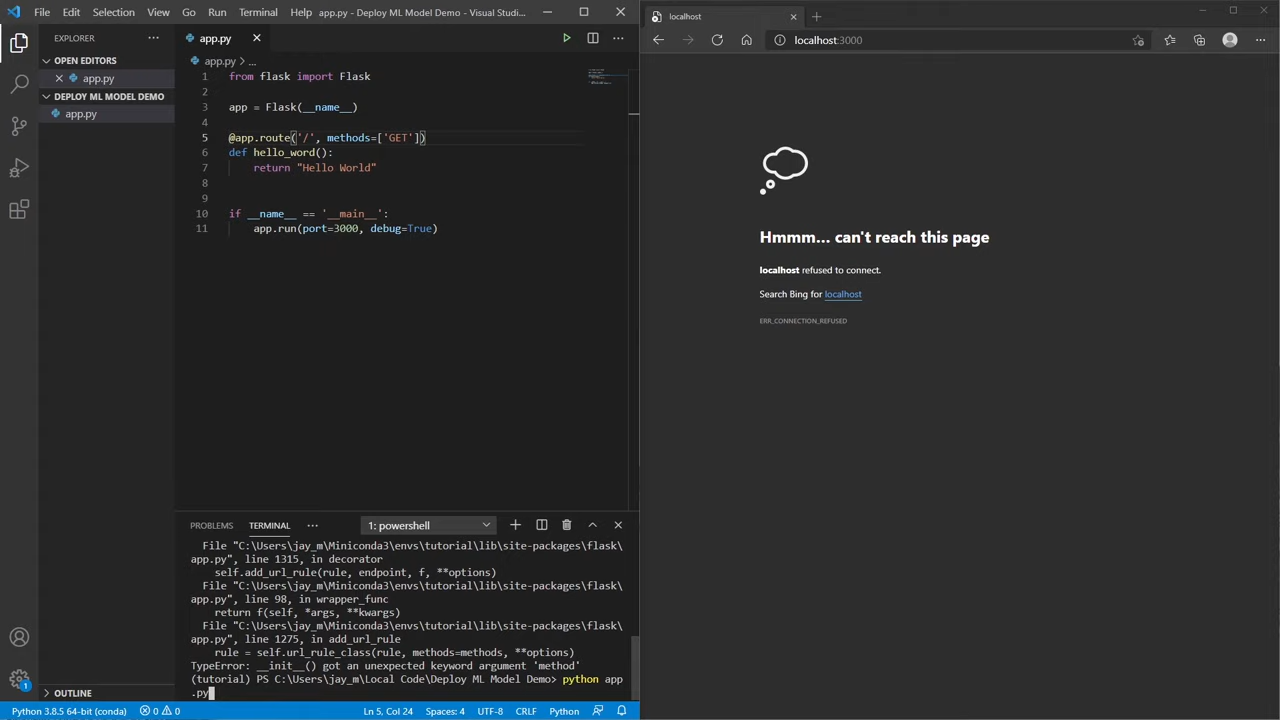 File Edit Selection View Go Run Terminal Help app.py - Deploy ML Model Demo - Visual Studio...
EXPLORER
OPEN EDITORS
app.py
DEPLOY ML MODEL DEMO
app.py
OUTLINE
app.py
app.py > ...
1 from flask import Flask
2
3 app = Flask(__name__)
4
5 @app.route('/', methods=['GET'])
6 def hello_word():
7 return "Hello World"
8
9
10 if __name__ == '__main__':
11 app.run(port=3000, debug=True)
PROBLEMS TERMINAL ... 1: powershell
File "C:\Users\jay_m\Miniconda3\envs\tutorial\lib\site-packages\flask\
app.py", line 1315, in decorator
self.add_url_rule(rule, endpoint, f, **options)
File "C:\Users\jay_m\Miniconda3\envs\tutorial\lib\site-packages\flask\
app.py", line 98, in wrapper_func
return f(self, *args, **kwargs)
File "C:\Users\jay_m\Miniconda3\envs\tutorial\lib\site-packages\flask\
app.py", line 1275, in add_url_rule
rule = self.url_rule_class(rule, methods=methods, **options)
TypeError: __init__() got an unexpected keyword argument 'method'
(tutorial) PS C:\Users\jay_m\Local Code\Deploy ML Model Demo> python app
.py
1
Python 3.8.5 64-bit (conda) 0 0 Ln 5, Col 24 Spaces: 4 UTF-8 CRLF Python
localhost
localhost:3000
Hmmm... can't reach this page
localhost refused to connect.
Search Bing for localhost
ERR_CONNECTION_REFUSED